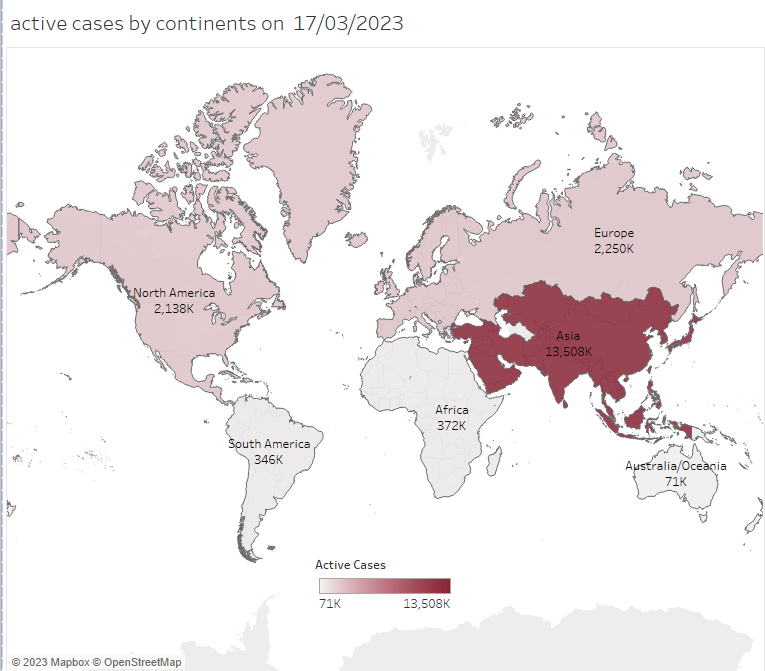 active cases by continents on 17/03/2023
Europe
2,250K
North America
2,138K
Asia
13,508K
Africa
372K
South America
346K
Australia/Oceania
71K
Active Cases
71K 13,508K
© 2023 Mapbox © OpenStreetMap